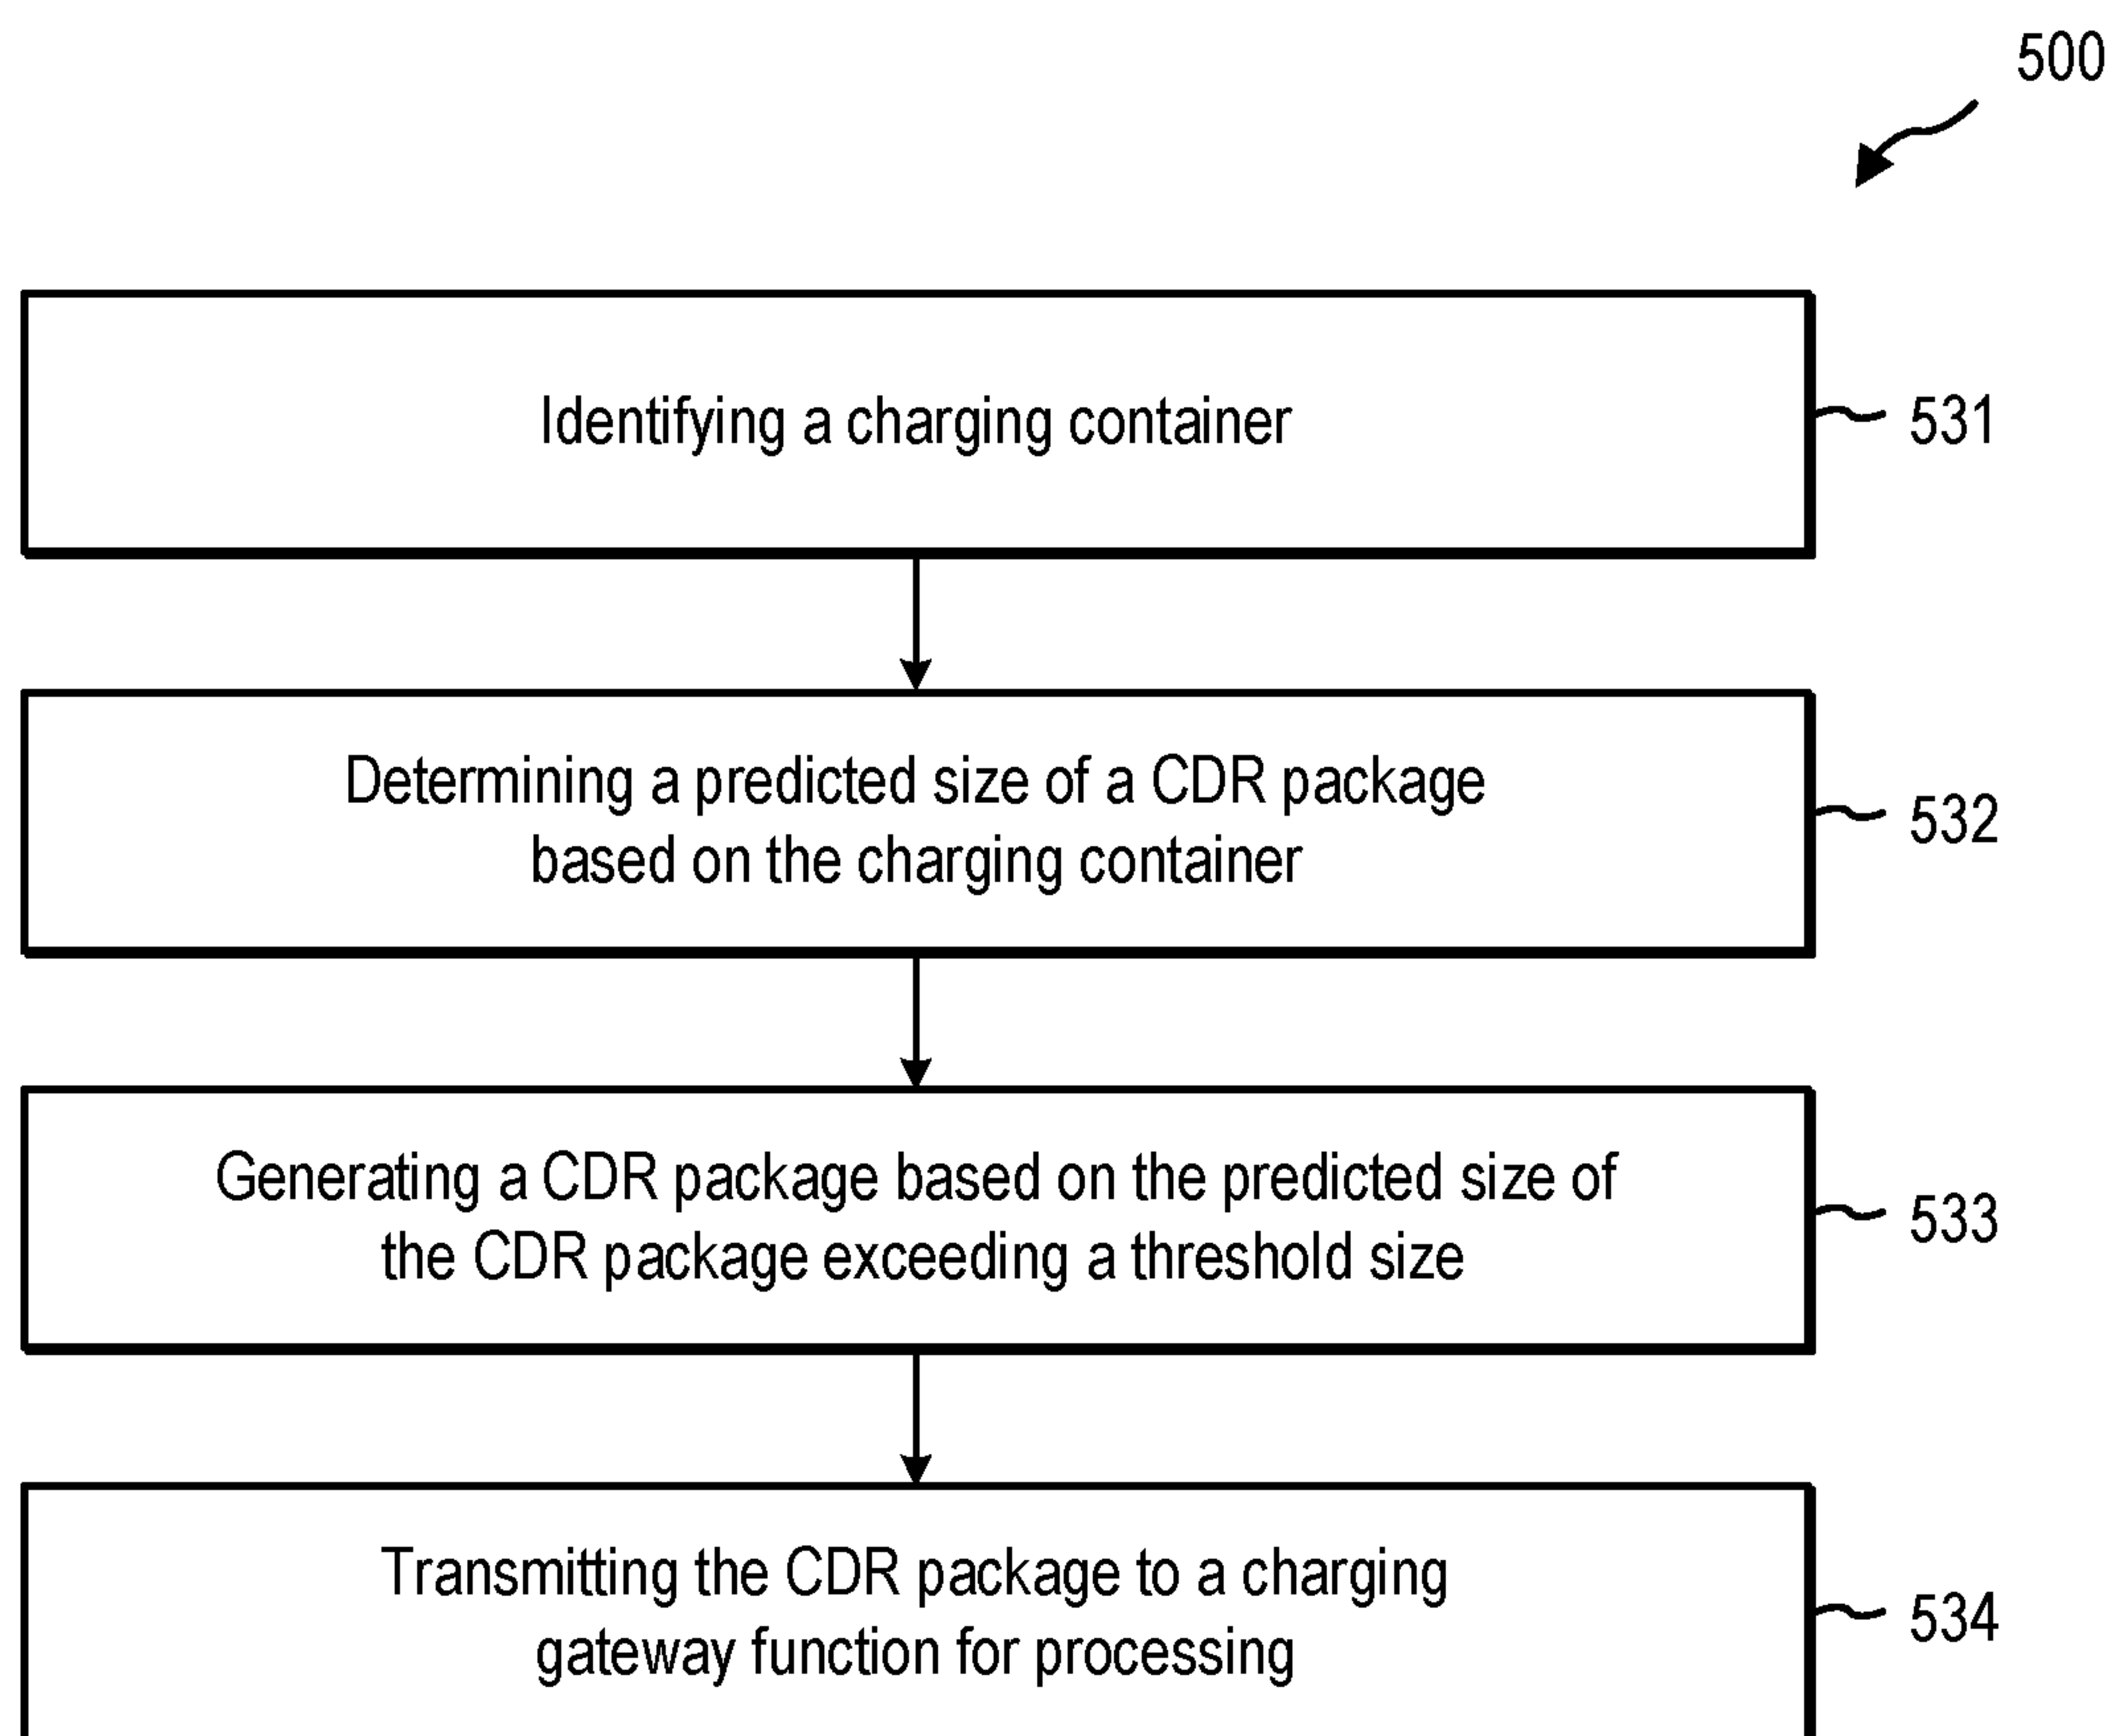 500
Identifying a charging container
531
Determining a predicted size of a CDR package
based on the charging container
532
Generating a CDR package based on the predicted size of
the CDR package exceeding a threshold size
533
Transmitting the CDR package to a charging
gateway function for processing
534